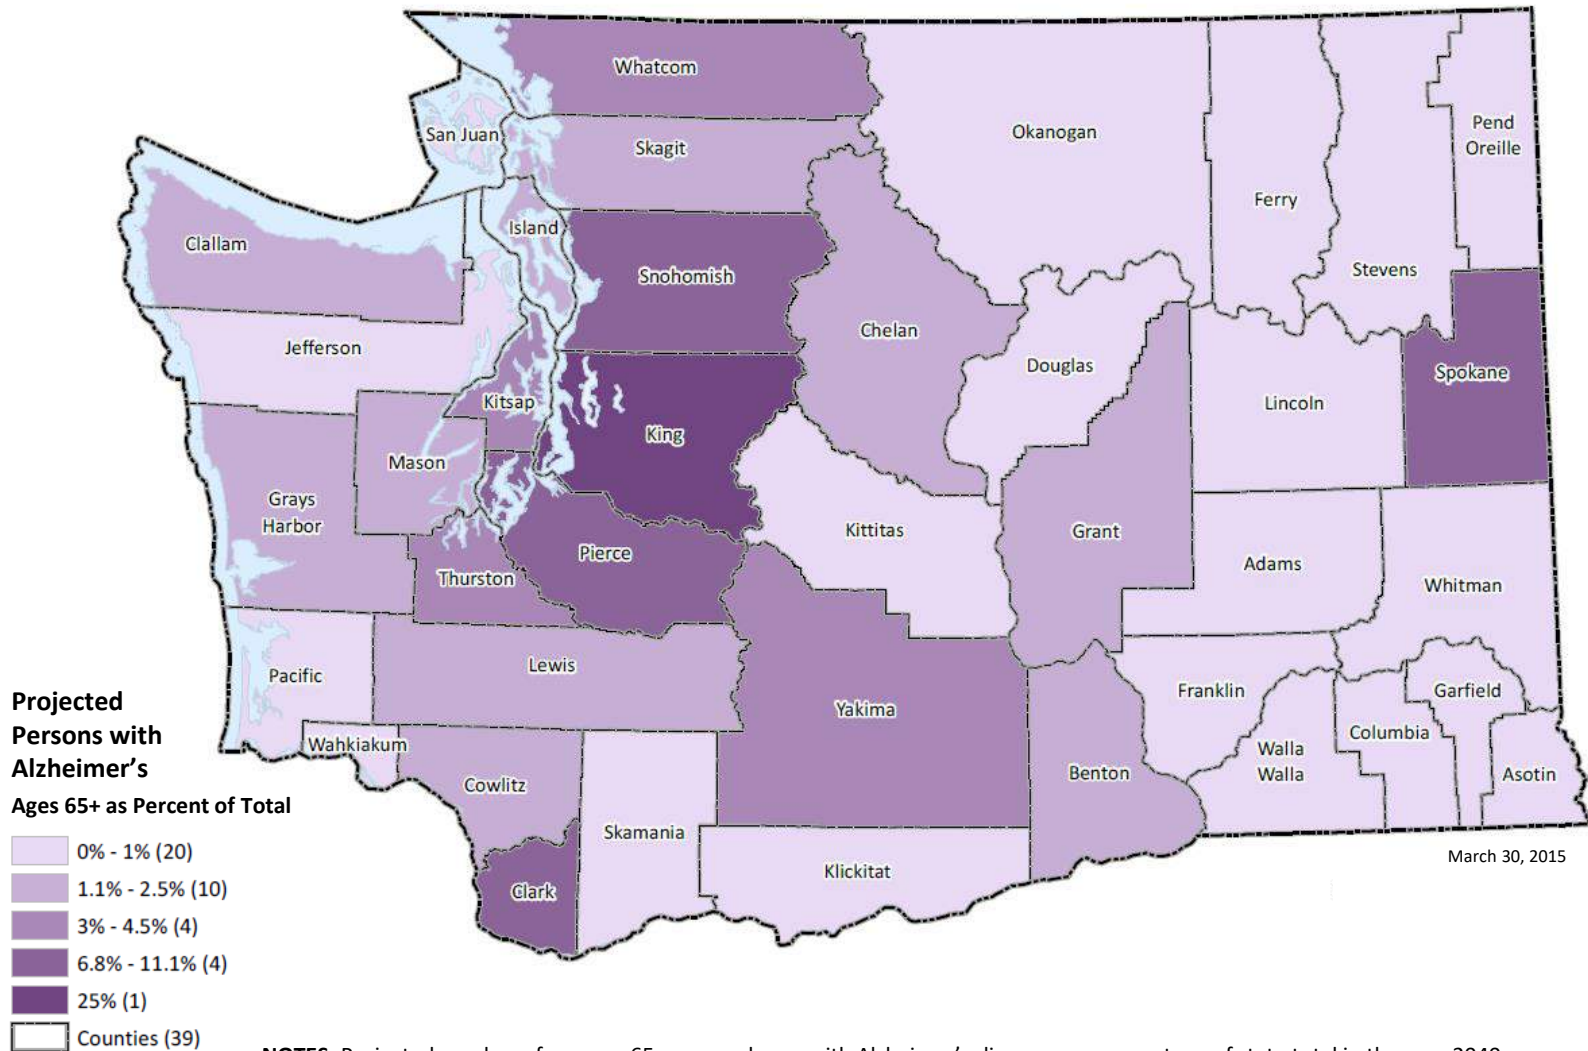 Whatcom
San Juan
Skagit
Okanogan
Pend
Oreille
Ferry
Stevens
Clallam
Island
Snohomish
Chelan
Jefferson
Douglas
Spokane
Kitsap
Lincoln
King
Mason
Grays
Harbor
Kittitas
Grant
Pierce
Adams
Thurston
Whitman
Lewis
Pacific
Franklin
Garfield
Yakima
Columbia
Wahkiakum
Walla
Walla
Benton
Asotin
Cowlitz
Skamania
Klickitat
Clark
March 30, 2015
Projected
Persons with
Alzheimer’s
Ages 65+ as Percent of Total
0% - 1% (20)
1.1% - 2.5% (10)
3% - 4.5% (4)
6.8% - 11.1% (4)
25% (1)
Counties (39)